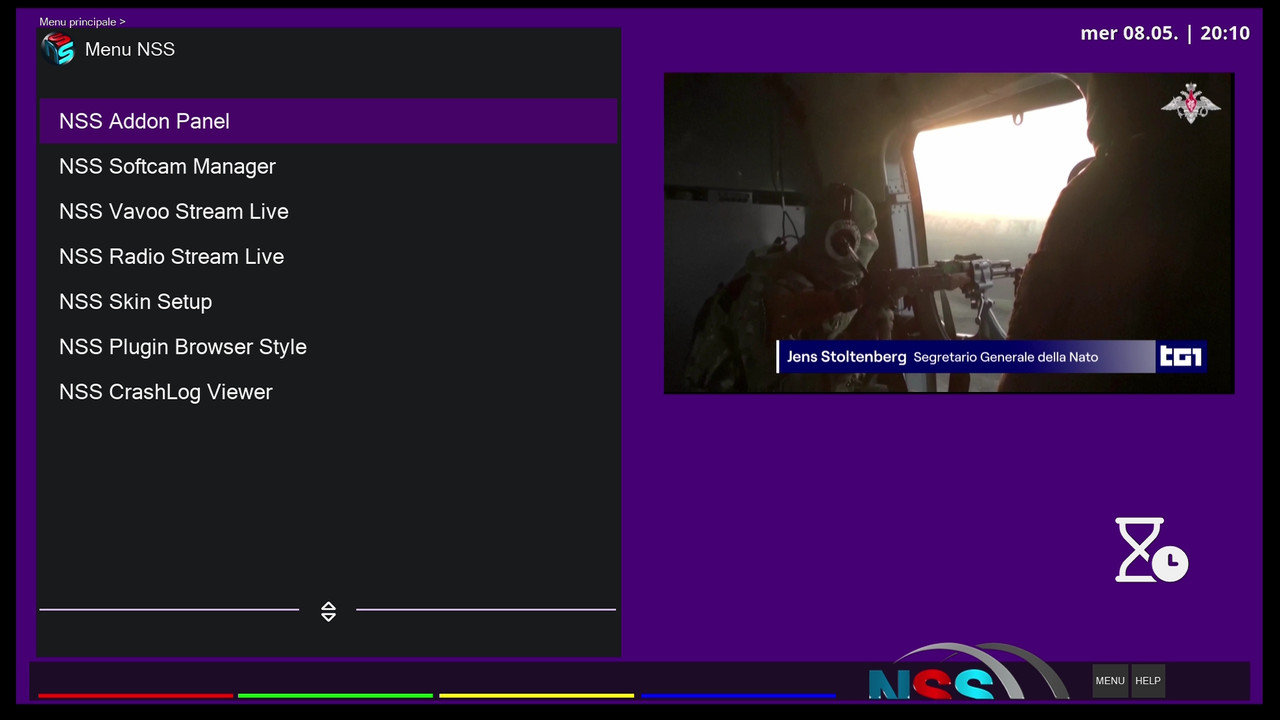 Menu principale >
Menu NSS
mer 08.05. | 20:10
NSS Addon Panel
NSS Softcam Manager
NSS Vavoo Stream Live
NSS Radio Stream Live
NSS Skin Setup
NSS Plugin Browser Style
NSS CrashLog Viewer
Jens Stoltenberg Segretario Generale della Nato
tG1
NSS
MENU
HELP